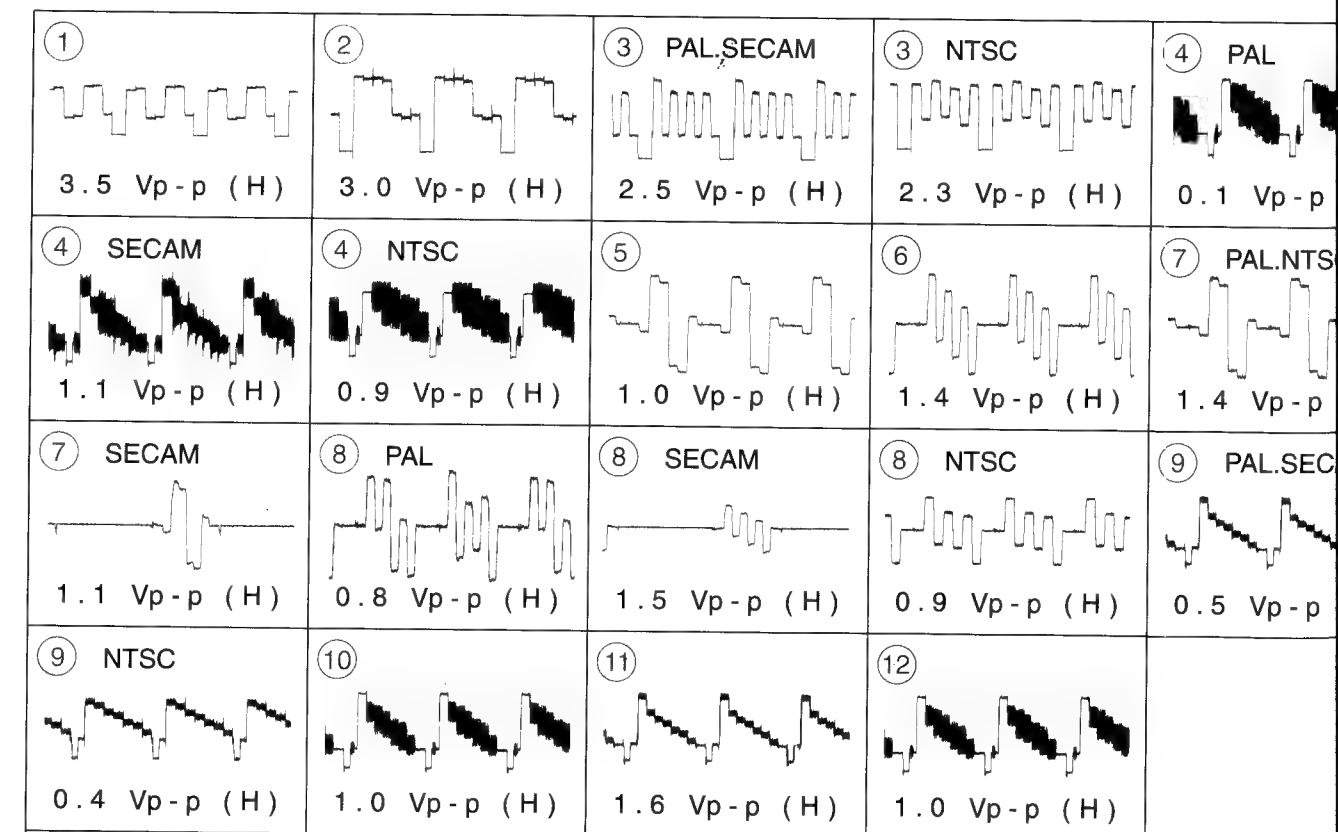 ① ② ③ PAL.SECAM ③ NTSC ④ PAL
3.5 Vp-p (H) 3.0 Vp-p (H) 2.5 Vp-p (H) 2.3 Vp-p (H) 0.1 Vp-p
④ SECAM ④ NTSC ⑤ ⑥ ⑦ PAL.NTS
1.1 Vp-p (H) 0.9 Vp-p (H) 1.0 Vp-p (H) 1.4 Vp-p (H) 1.4 Vp-p
⑦ SECAM ⑧ PAL ⑧ SECAM ⑧ NTSC ⑨ PAL.SEC
1.1 Vp-p (H) 0.8 Vp-p (H) 1.5 Vp-p (H) 0.9 Vp-p (H) 0.5 Vp-p
⑨ NTSC ⑩ ⑪ ⑫
0.4 Vp-p (H) 1.0 Vp-p (H) 1.6 Vp-p (H) 1.0 Vp-p (H)